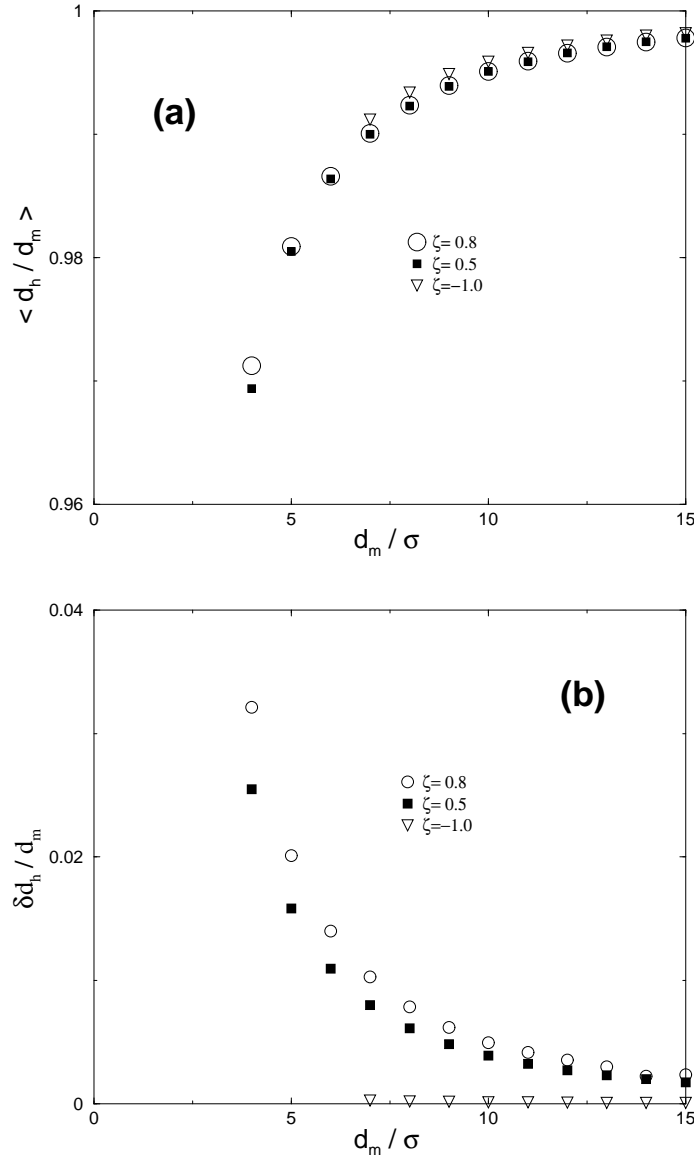 1
(a)
0.98
< d_h / d_m >
ζ= 0.8
ζ= 0.5
ζ=−1.0
0.96
0 5 10 15
d_m / σ
0.04
(b)
ζ= 0.8
ζ= 0.5
ζ=−1.0
0.02
δd_h / d_m
0
0 5 10 15
d_m / σ